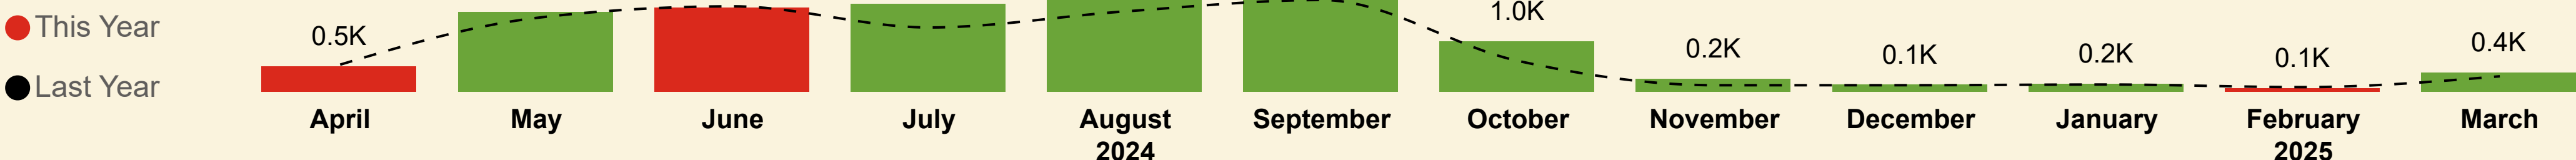 This Year
Last Year
0.5K
1.0K
0.2K
0.1K
0.2K
0.1K
0.4K
April May June July August September October November December January February March
2024 2025